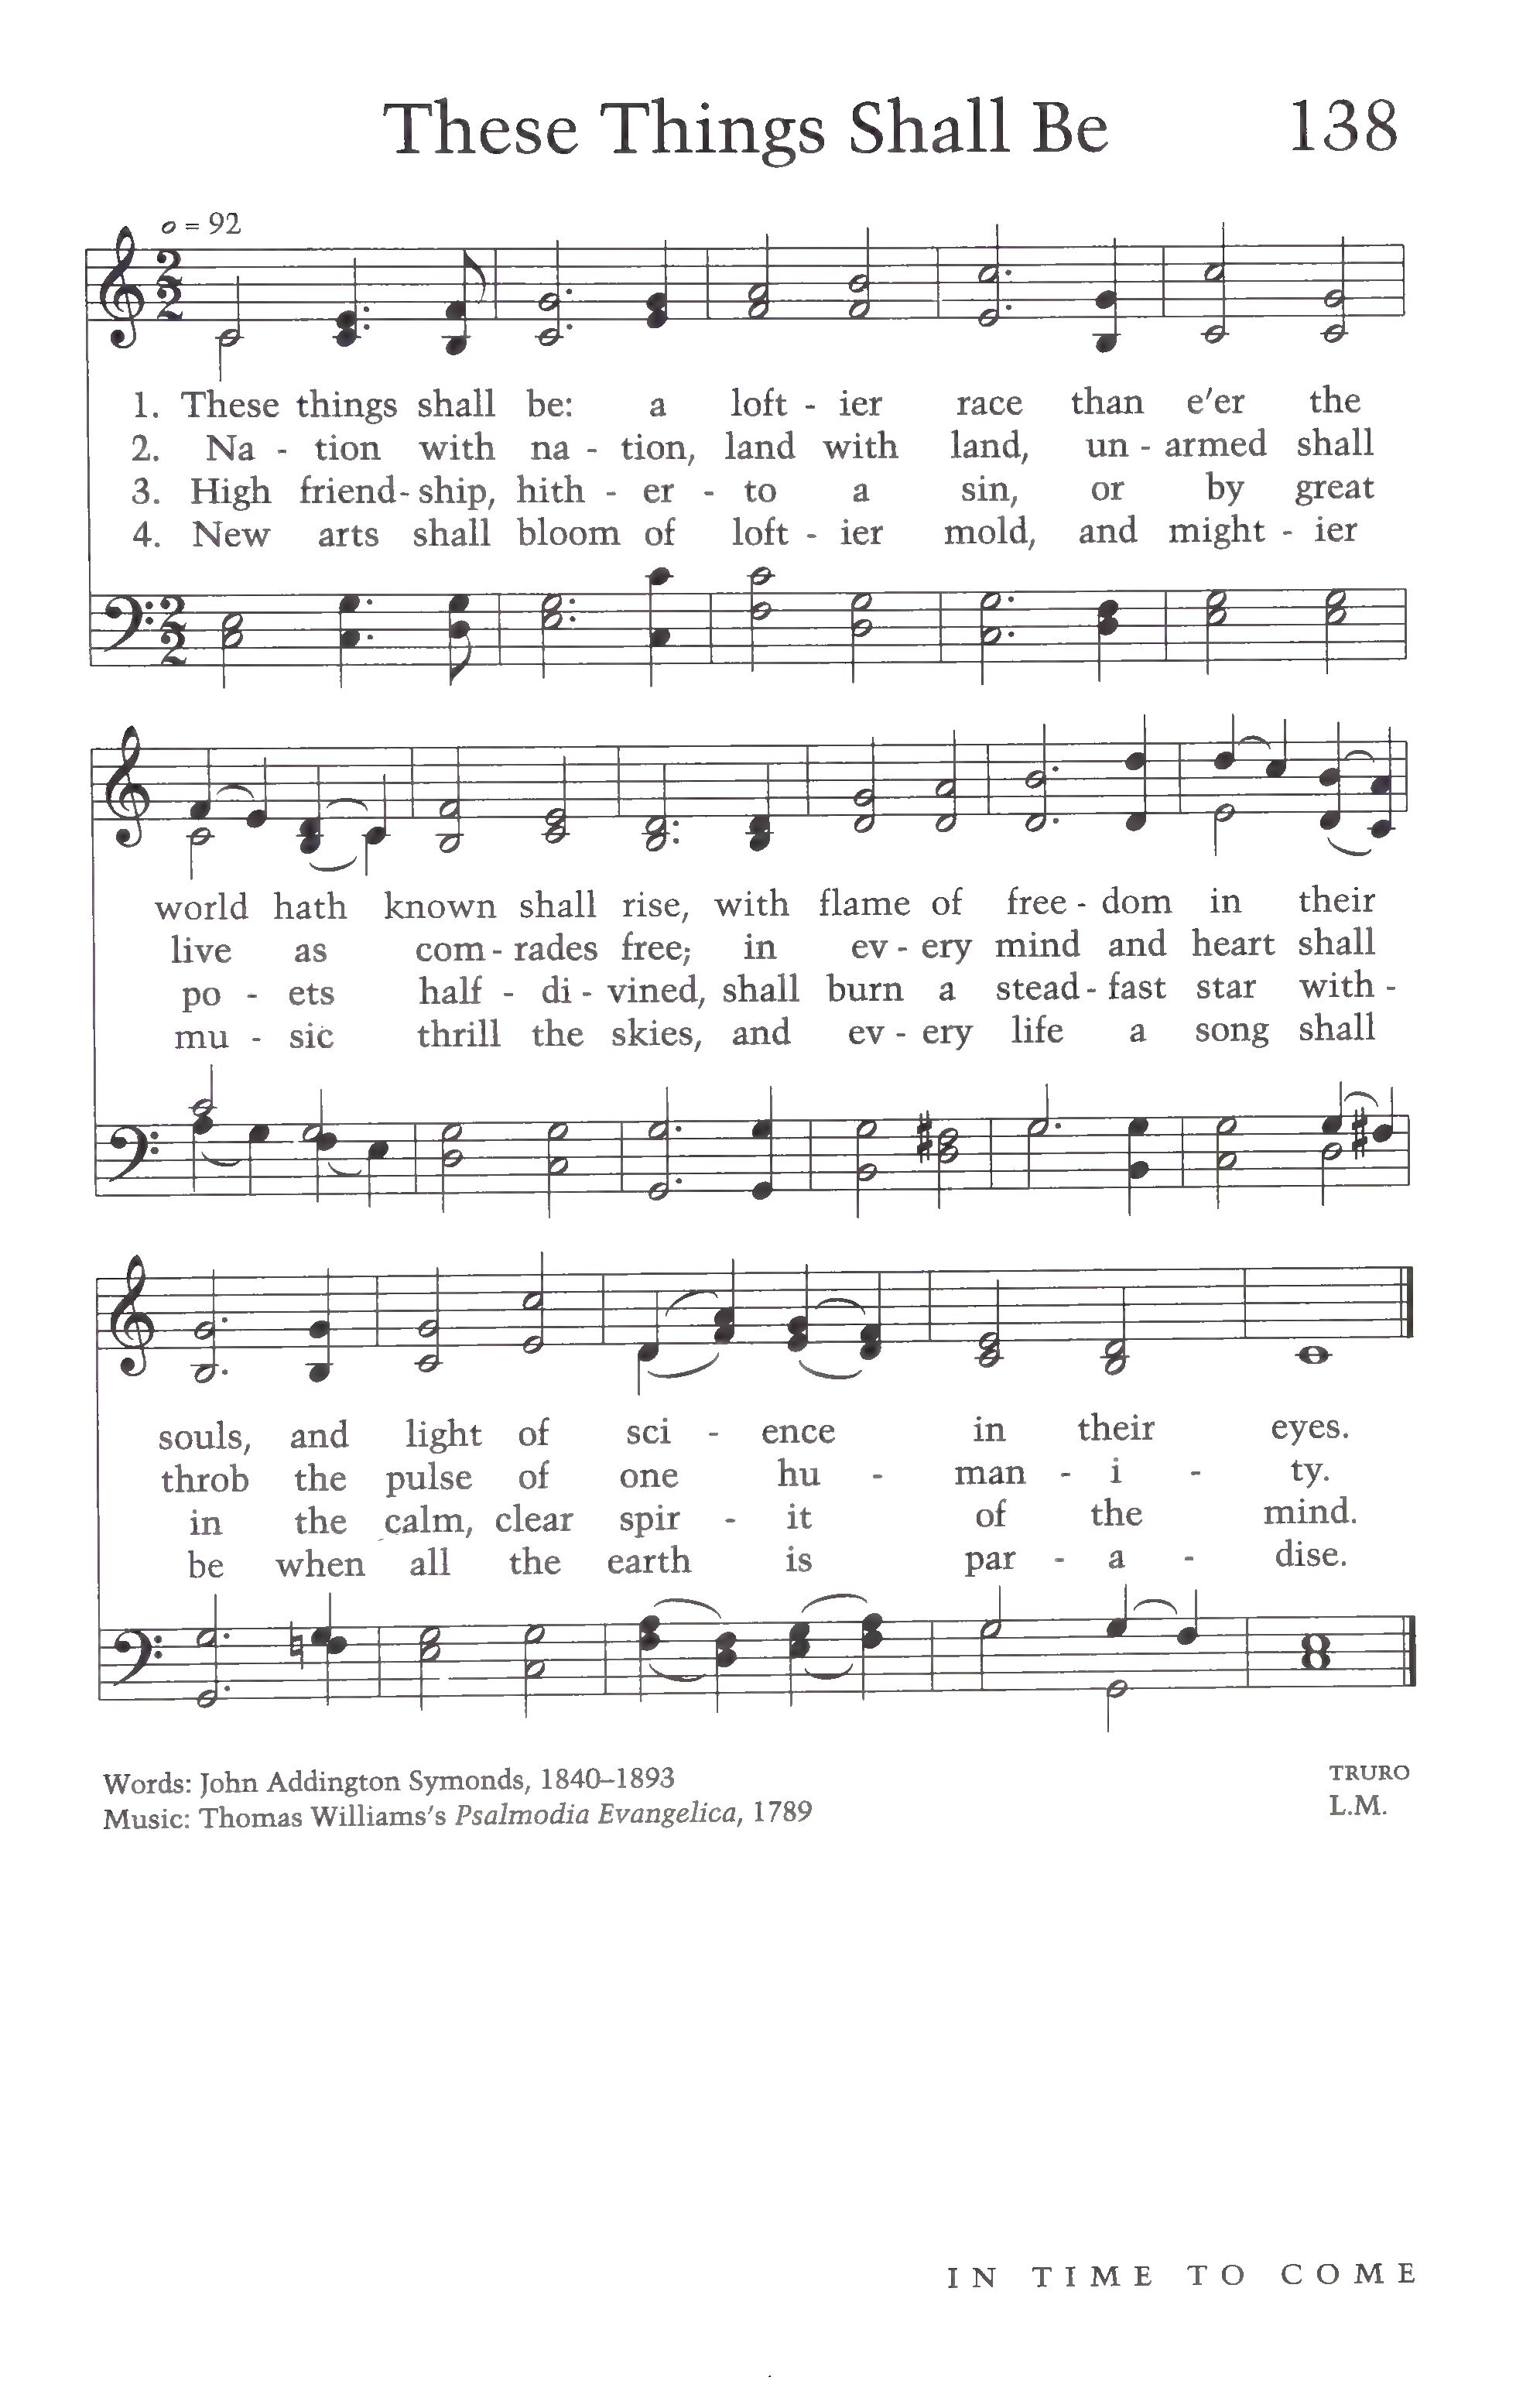 These Things Shall Be 138
= 92
1. These things shall be: a loft - ier race than e'er the
2. Na - tion with na - tion, land with land, un - armed shall
3. High friend - ship, hith - er - to a sin, or by great
4. New arts shall bloom of loft - ier mold, and might - ier
world hath known shall rise, with flame of free - dom in their
live as com - rades free; in ev - ery mind and heart shall
po - ets half - di - vined, shall burn a stead - fast star with -
mu - sic thrill the skies, and ev - ery life a song shall
souls, and light of sci - ence in their eyes.
throb the pulse of one hu - man - i - ty.
in the calm, clear spir - it of the mind.
be when all the earth is par - a - dise.
Words: John Addington Symonds, 1840–1893
Music: Thomas Williams's Psalmodia Evangelica, 1789
TRURO
L.M.
IN TIME TO COME